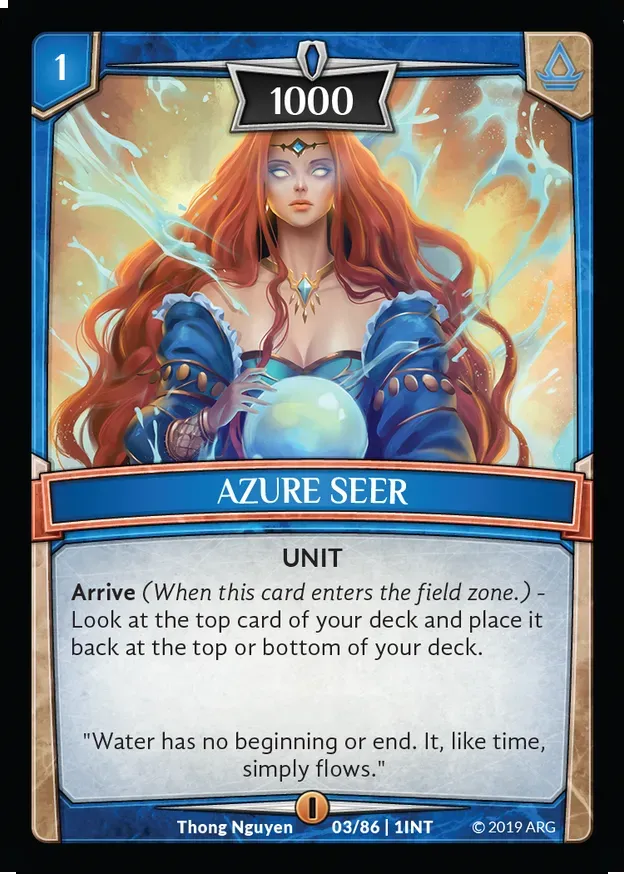 1
1000
AZURE SEER
UNIT
Arrive (When this card enters the field zone.) -
Look at the top card of your deck and place it
back at the top or bottom of your deck.
"Water has no beginning or end. It, like time,
simply flows."
I
Thong Nguyen 03/86 | 1INT © 2019 ARG